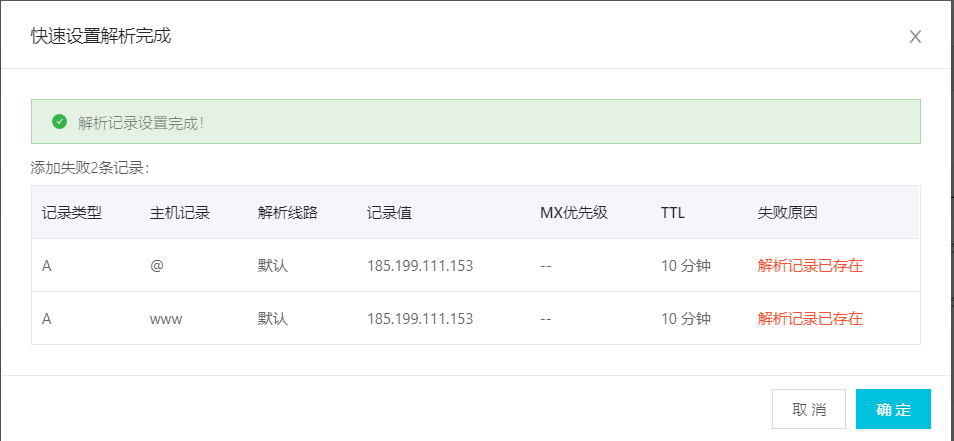 快速设置解析完成
解析记录设置完成!
添加失败2条记录:
记录类型 主机记录 解析线路 记录值 MX优先级 TTL 失败原因
A @ 默认 185.199.111.153 -- 10 分钟 解析记录已存在
A www 默认 185.199.111.153 -- 10 分钟 解析记录已存在
取消 确定